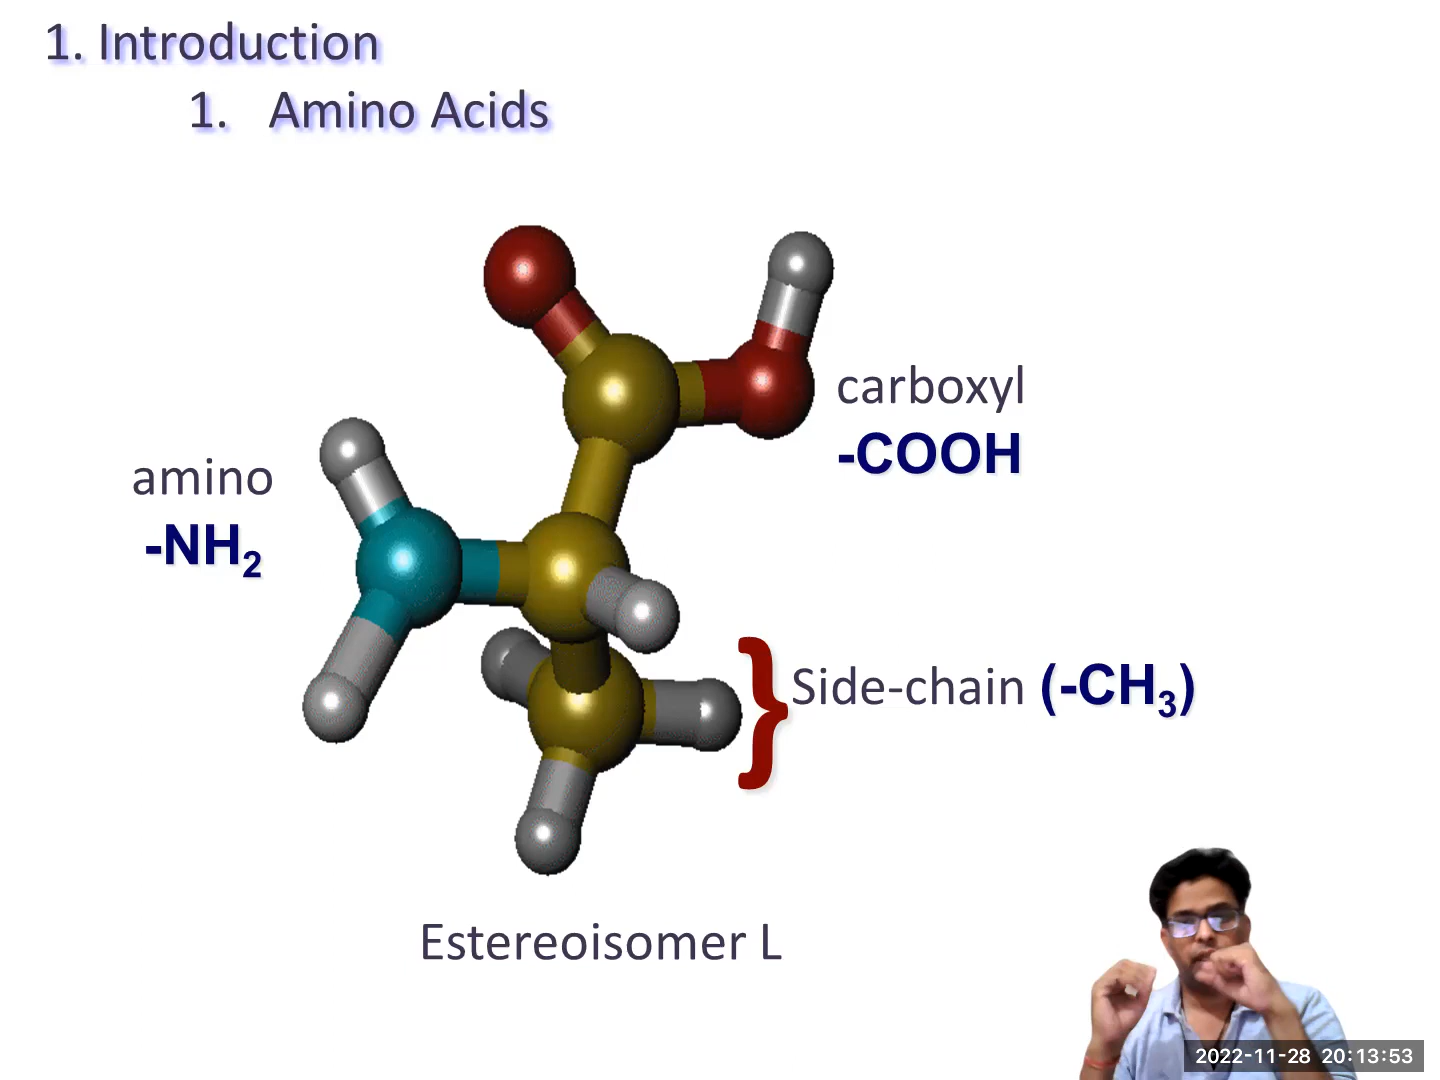 1. Introduction
1. Amino Acids
carboxyl
-COOH
amino
-NH₂
}Side-chain (-CH₃)
Estereoisomer L
2022-11-28 20:13:53